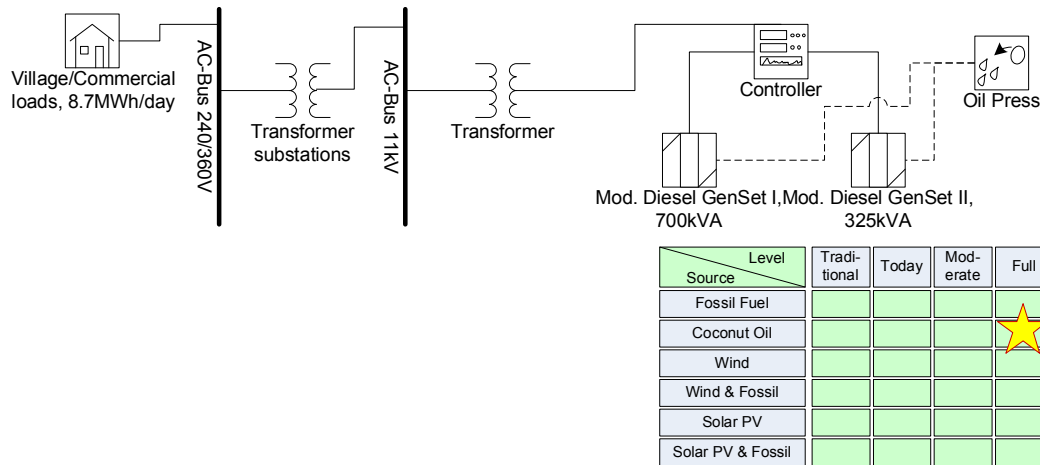 Village/Commercial
loads, 8.7MWh/day
AC-Bus 240/360V
Transformer
substations
AC-Bus 11kV
Transformer
Controller
Oil Press
Mod. Diesel GenSet I,
700kVA
Mod. Diesel GenSet II,
325kVA
Level
Source
Tradi-
tional
Today
Mod-
erate
Full
Fossil Fuel
Coconut Oil
Wind
Wind & Fossil
Solar PV
Solar PV & Fossil